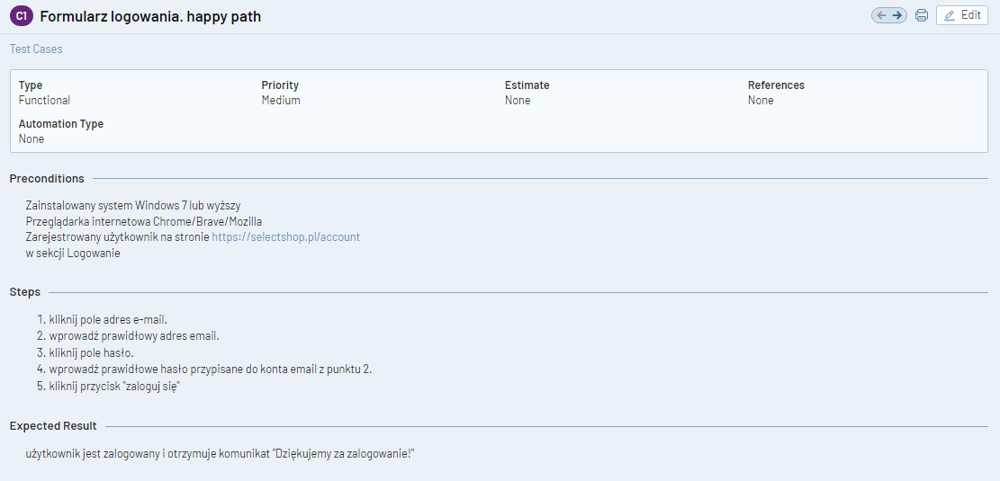 C1 Formularz logowania. happy path
Edit
Test Cases
Type Priority Estimate References
Functional Medium None None
Automation Type
None
Preconditions
Zainstalowany system Windows 7 lub wyższy
Przeglądarka internetowa Chrome/Brave/Mozilla
Zarejestrowany użytkownik na stronie https://selectshop.pl/account
w sekcji Logowanie
Steps
1. kliknij pole adres e-mail.
2. wprowadź prawidłowy adres email.
3. kliknij pole hasło.
4. wprowadź prawidłowe hasło przypisane do konta email z punktu 2.
5. kliknij przycisk "zaloguj się"
Expected Result
użytkownik jest zalogowany i otrzymuje komunikat "Dziękujemy za zalogowanie!"